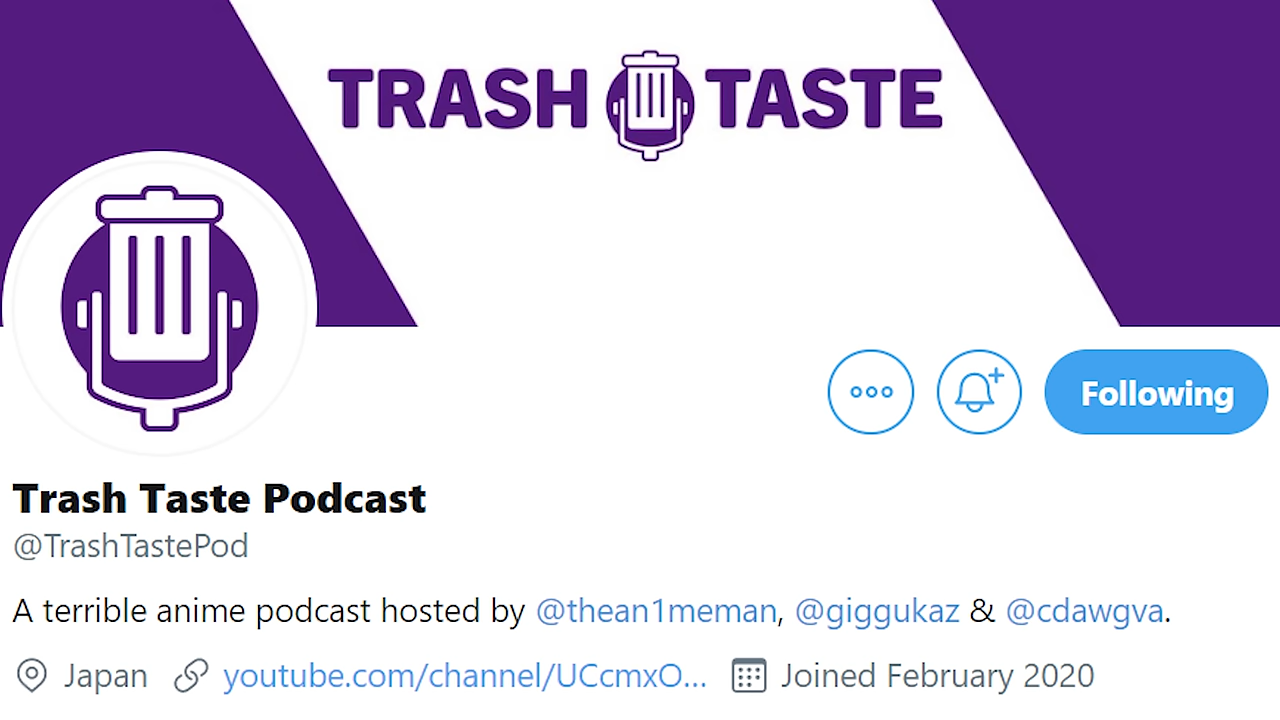 TRASH TASTE
Following
Trash Taste Podcast
@TrashTastePod
A terrible anime podcast hosted by @thean1meman, @giggukaz & @cdawgva.
Japan youtube.com/channel/UCcmxO... Joined February 2020